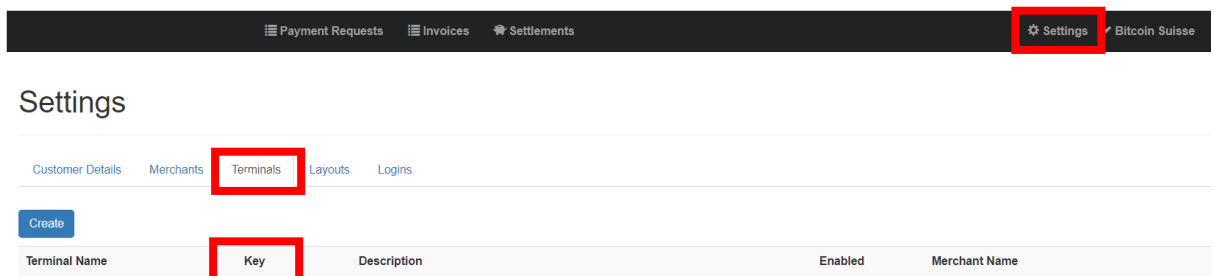 Payment Requests Invoices Settlements Settings Bitcoin Suisse
Settings
Customer Details Merchants Terminals Layouts Logins
Create
Terminal Name Key Description Enabled Merchant Name